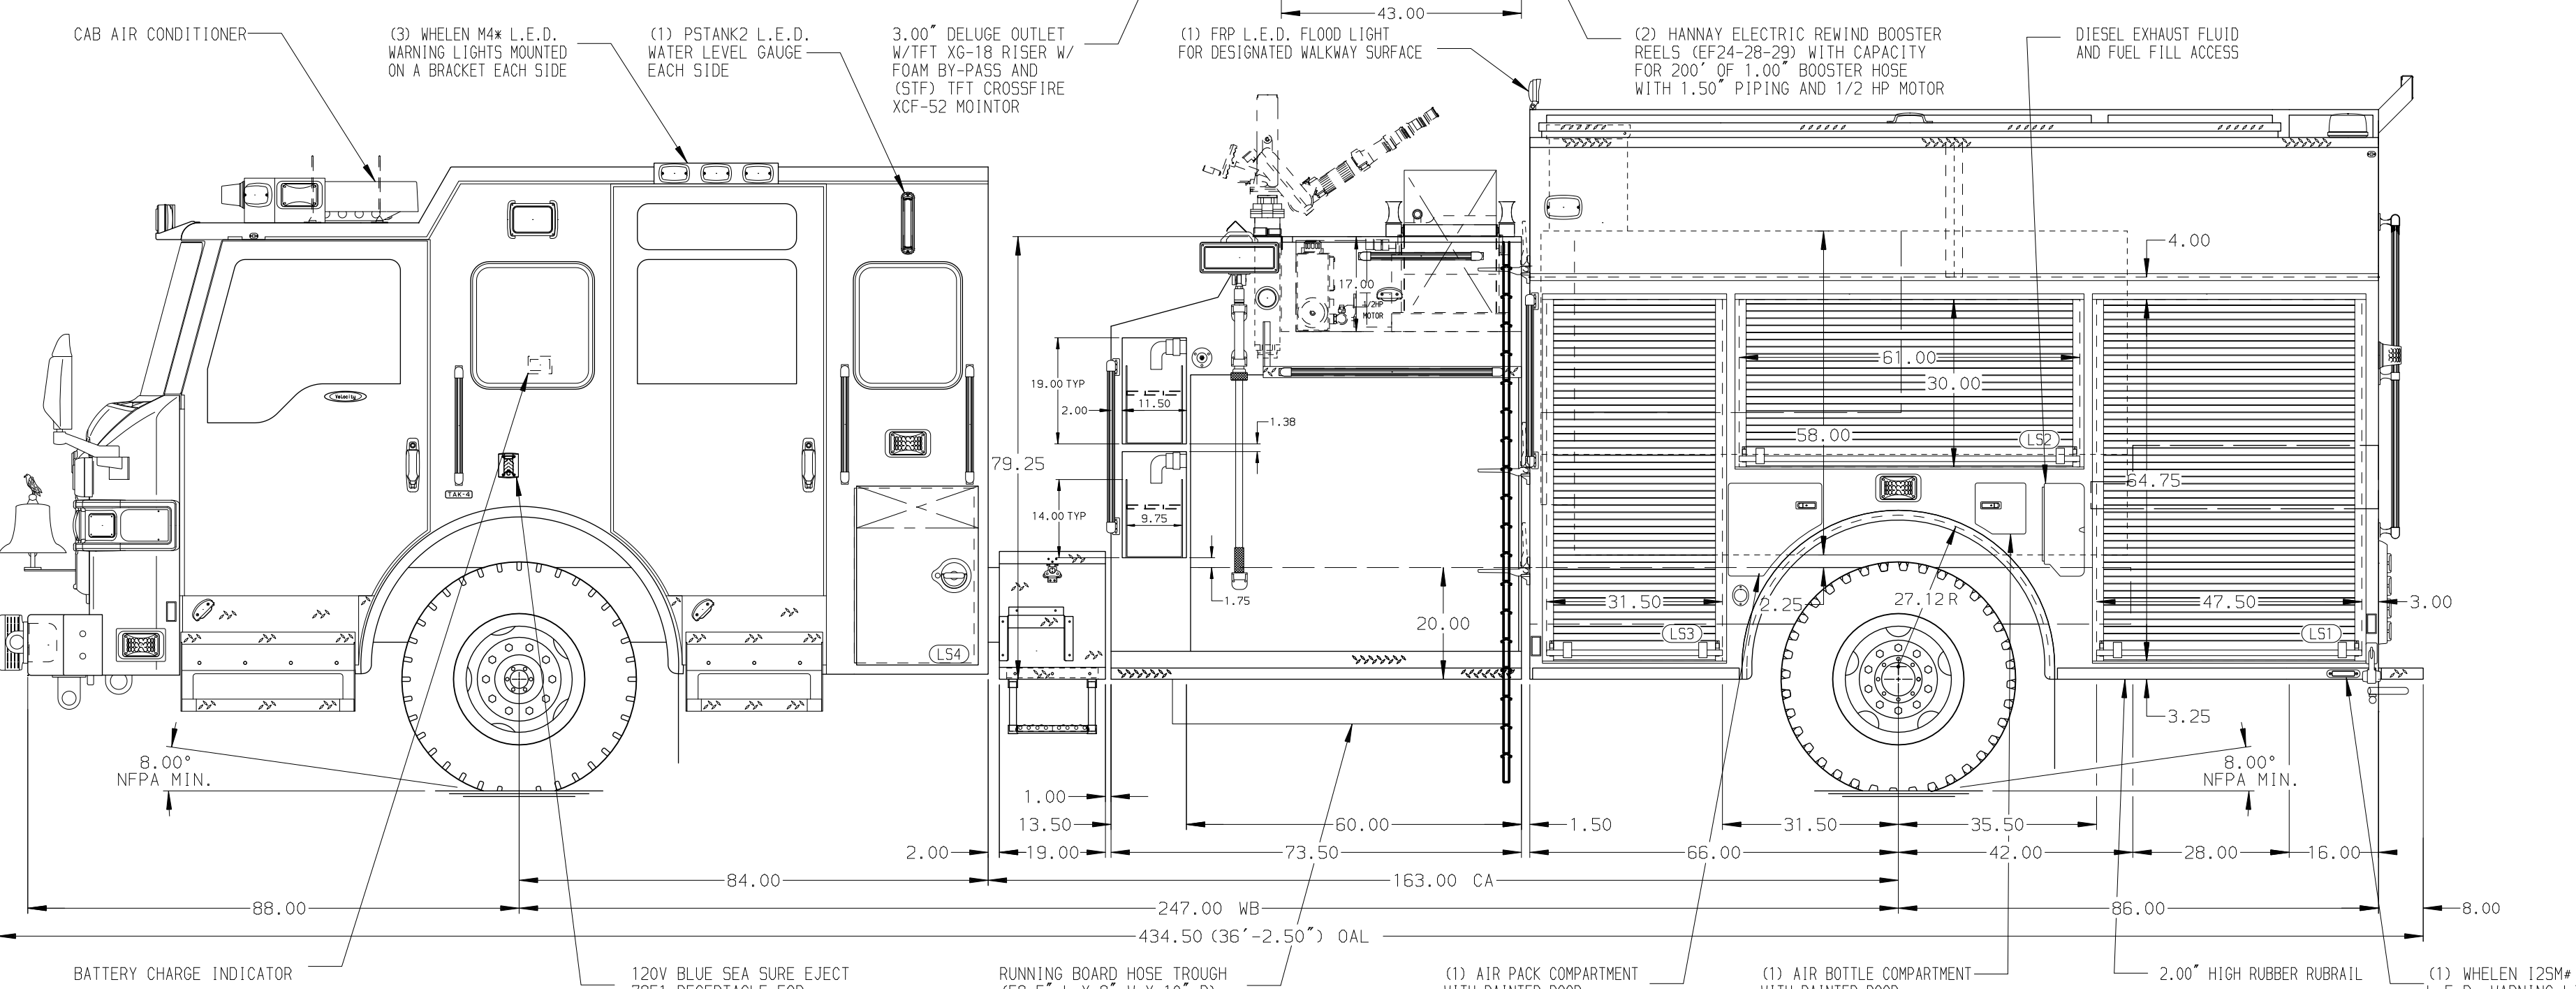 43.00
CAB AIR CONDITIONER
(3) WHELEN M4* L.E.D.
WARNING LIGHTS MOUNTED
ON A BRACKET EACH SIDE
(1) PSTANK2 L.E.D.
WATER LEVEL GAUGE
EACH SIDE
3.00" DELUGE OUTLET
W/TFT XG-18 RISER W/
FOAM BY-PASS AND
(STF) TFT CROSSFIRE
XCF-52 MOINTOR
(1) FRP L.E.D. FLOOD LIGHT
FOR DESIGNATED WALKWAY SURFACE
(2) HANNAY ELECTRIC REWIND BOOSTER
REELS (EF24-28-29) WITH CAPACITY
FOR 200' OF 1.00" BOOSTER HOSE
WITH 1.50" PIPING AND 1/2 HP MOTOR
DIESEL EXHAUST FLUID
AND FUEL FILL ACCESS
4.00
17.00
1/2HP
MOTOR
61.00
30.00
19.00 TYP
2.00
11.50
1.38
Velocity
58.00
LS2
79.25
64.75
TAK-4
14.00 TYP
9.75
1.75
20.00
31.50
2.25
27.12 R
47.50
3.00
LS4
LS3
LS1
3.25
8.00°
NFPA MIN.
8.00°
NFPA MIN.
1.00
13.50
60.00
1.50
31.50
35.50
2.00
19.00
73.50
66.00
42.00
28.00
16.00
84.00
163.00 CA
88.00
247.00 WB
86.00
8.00
434.50 (36'-2.50") OAL
BATTERY CHARGE INDICATOR
120V BLUE SEA SURE EJECT
RUNNING BOARD HOSE TROUGH
(1) AIR PACK COMPARTMENT
WITH PAINTED DOOR
(1) AIR BOTTLE COMPARTMENT
WITH PAINTED DOOR
2.00" HIGH RUBBER RUBRAIL
(1) WHELEN I2SM#